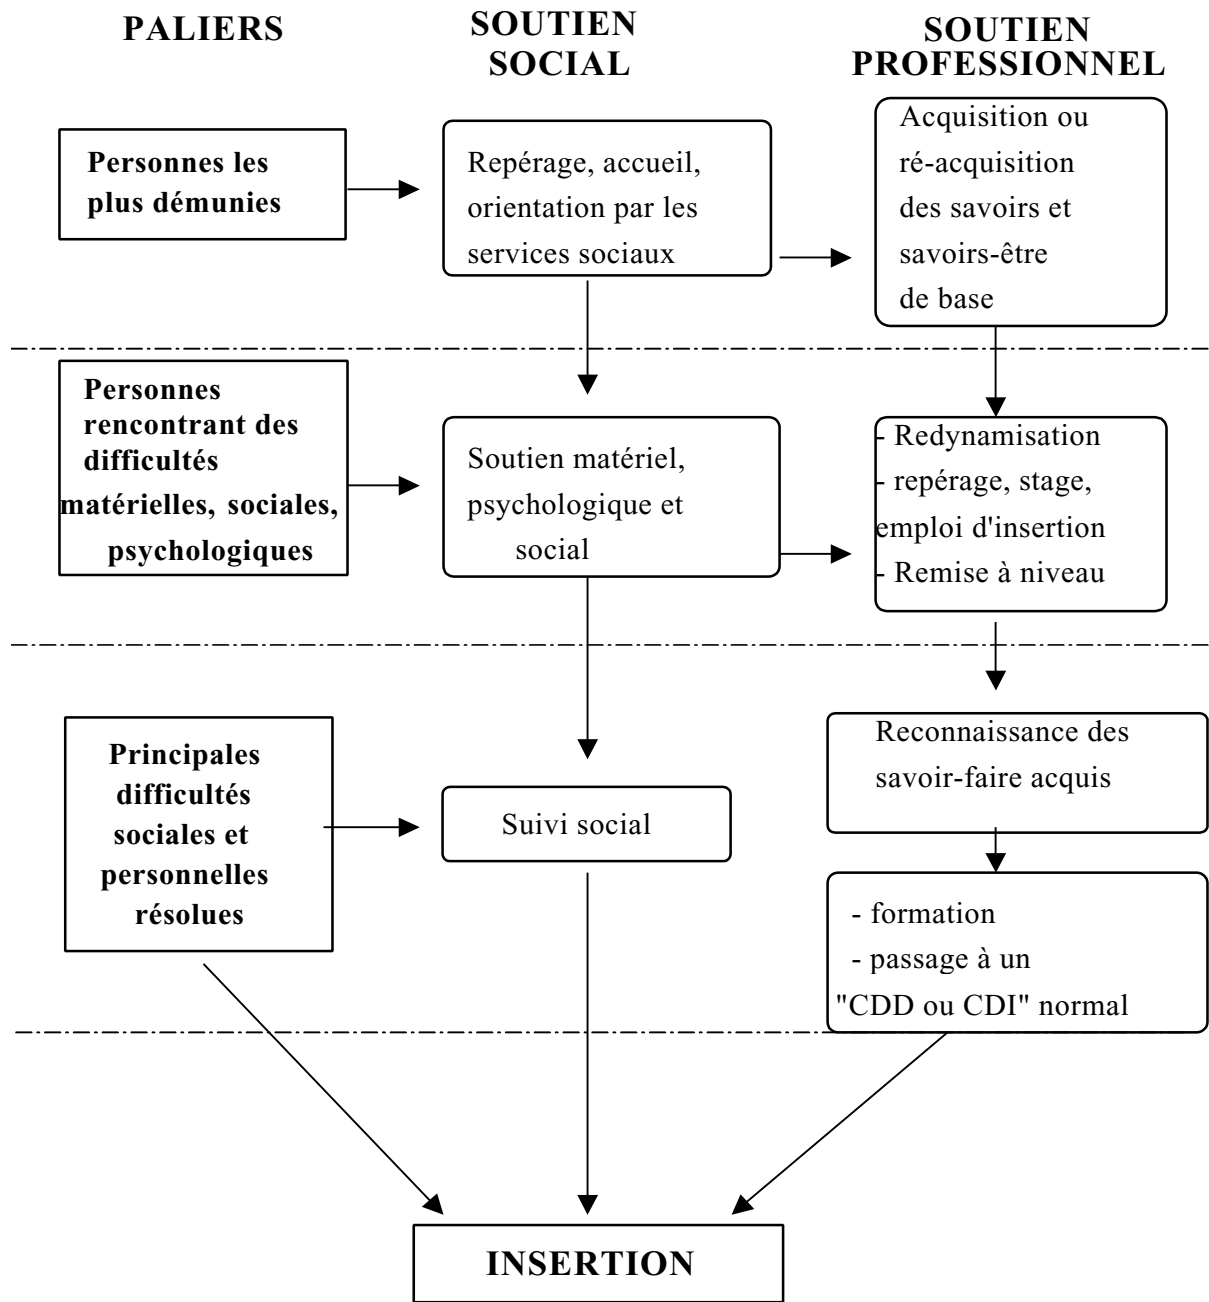 PALIERS
SOUTIEN
SOCIAL
SOUTIEN
PROFESSIONNEL
Personnes les
plus démunies
Repérage, accueil,
orientation par les
services sociaux
Acquisition ou
ré-acquisition
des savoirs et
savoirs-être
de base
Personnes
rencontrant des
difficultés
matérielles, sociales,
psychologiques
Soutien matériel,
psychologique et
social
- Redynamisation
- repérage, stage,
emploi d'insertion
- Remise à niveau
Principales
difficultés
sociales et
personnelles
résolues
Suivi social
Reconnaissance des
savoir-faire acquis
- formation
- passage à un
"CDD ou CDI" normal
INSERTION